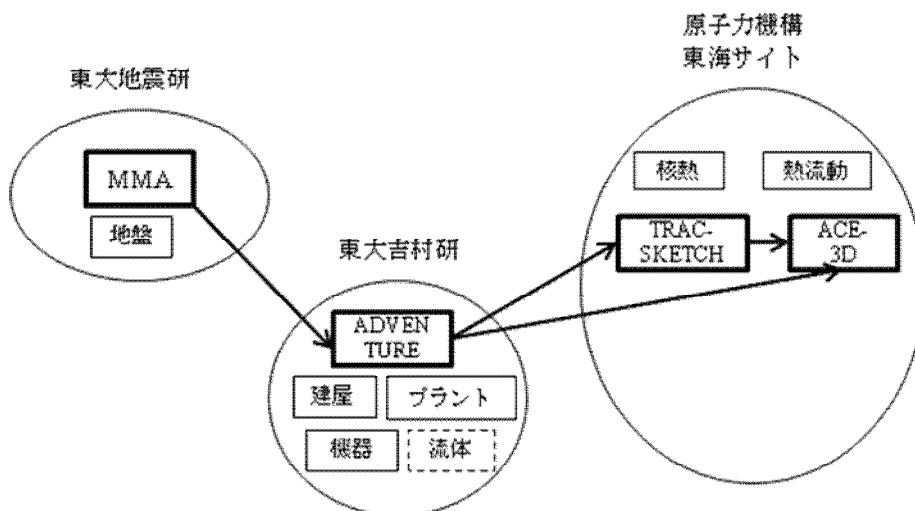 東大地震研
MMA
地盤
東大吉村研
ADVEN
TURE
建屋
プラント
機器
流体
原子力機構
東海サイト
核熱
熱流動
TRAC-
SKETCH
ACE-
3D